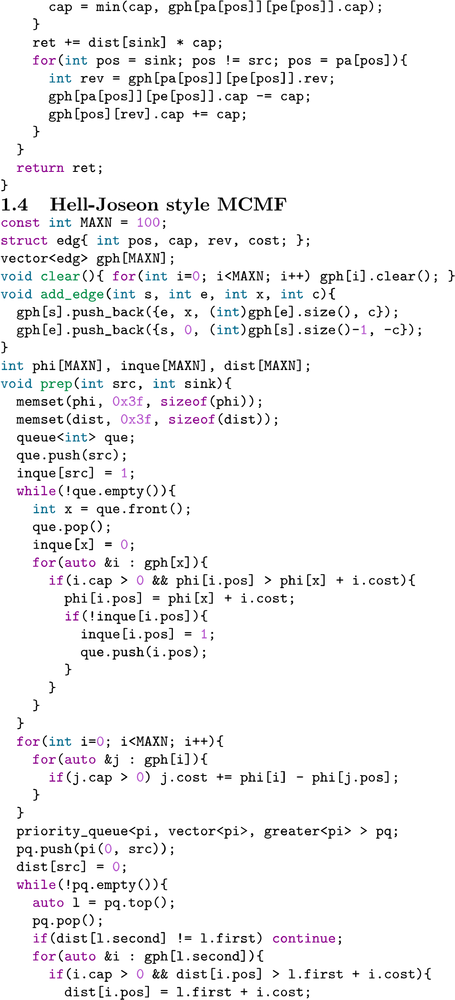 cap = min(cap, gph[pa[pos]][pe[pos]].cap);
    }
    ret += dist[sink] * cap;
    for(int pos = sink; pos != src; pos = pa[pos]){
      int rev = gph[pa[pos]][pe[pos]].rev;
      gph[pa[pos]][pe[pos]].cap -= cap;
      gph[pos][rev].cap += cap;
    }
  }
  return ret;
}
1.4 Hell-Joseon style MCMF
const int MAXN = 100;
struct edg{ int pos, cap, rev, cost; };
vector<edg> gph[MAXN];
void clear(){ for(int i=0; i<MAXN; i++) gph[i].clear(); }
void add_edge(int s, int e, int x, int c){
  gph[s].push_back({e, x, (int)gph[e].size(), c});
  gph[e].push_back({s, 0, (int)gph[s].size()-1, -c});
}
int phi[MAXN], inque[MAXN], dist[MAXN];
void prep(int src, int sink){
  memset(phi, 0x3f, sizeof(phi));
  memset(dist, 0x3f, sizeof(dist));
  queue<int> que;
  que.push(src);
  inque[src] = 1;
  while(!que.empty()){
    int x = que.front();
    que.pop();
    inque[x] = 0;
    for(auto &i : gph[x]){
      if(i.cap > 0 && phi[i.pos] > phi[x] + i.cost){
        phi[i.pos] = phi[x] + i.cost;
        if(!inque[i.pos]){
          inque[i.pos] = 1;
          que.push(i.pos);
        }
      }
    }
  }
  for(int i=0; i<MAXN; i++){
    for(auto &j : gph[i]){
      if(j.cap > 0) j.cost += phi[i] - phi[j.pos];
    }
  }
  priority_queue<pi, vector<pi>, greater<pi> > pq;
  pq.push(pi(0, src));
  dist[src] = 0;
  while(!pq.empty()){
    auto l = pq.top();
    pq.pop();
    if(dist[l.second] != l.first) continue;
    for(auto &i : gph[l.second]){
      if(i.cap > 0 && dist[i.pos] > l.first + i.cost){
        dist[i.pos] = l.first + i.cost;